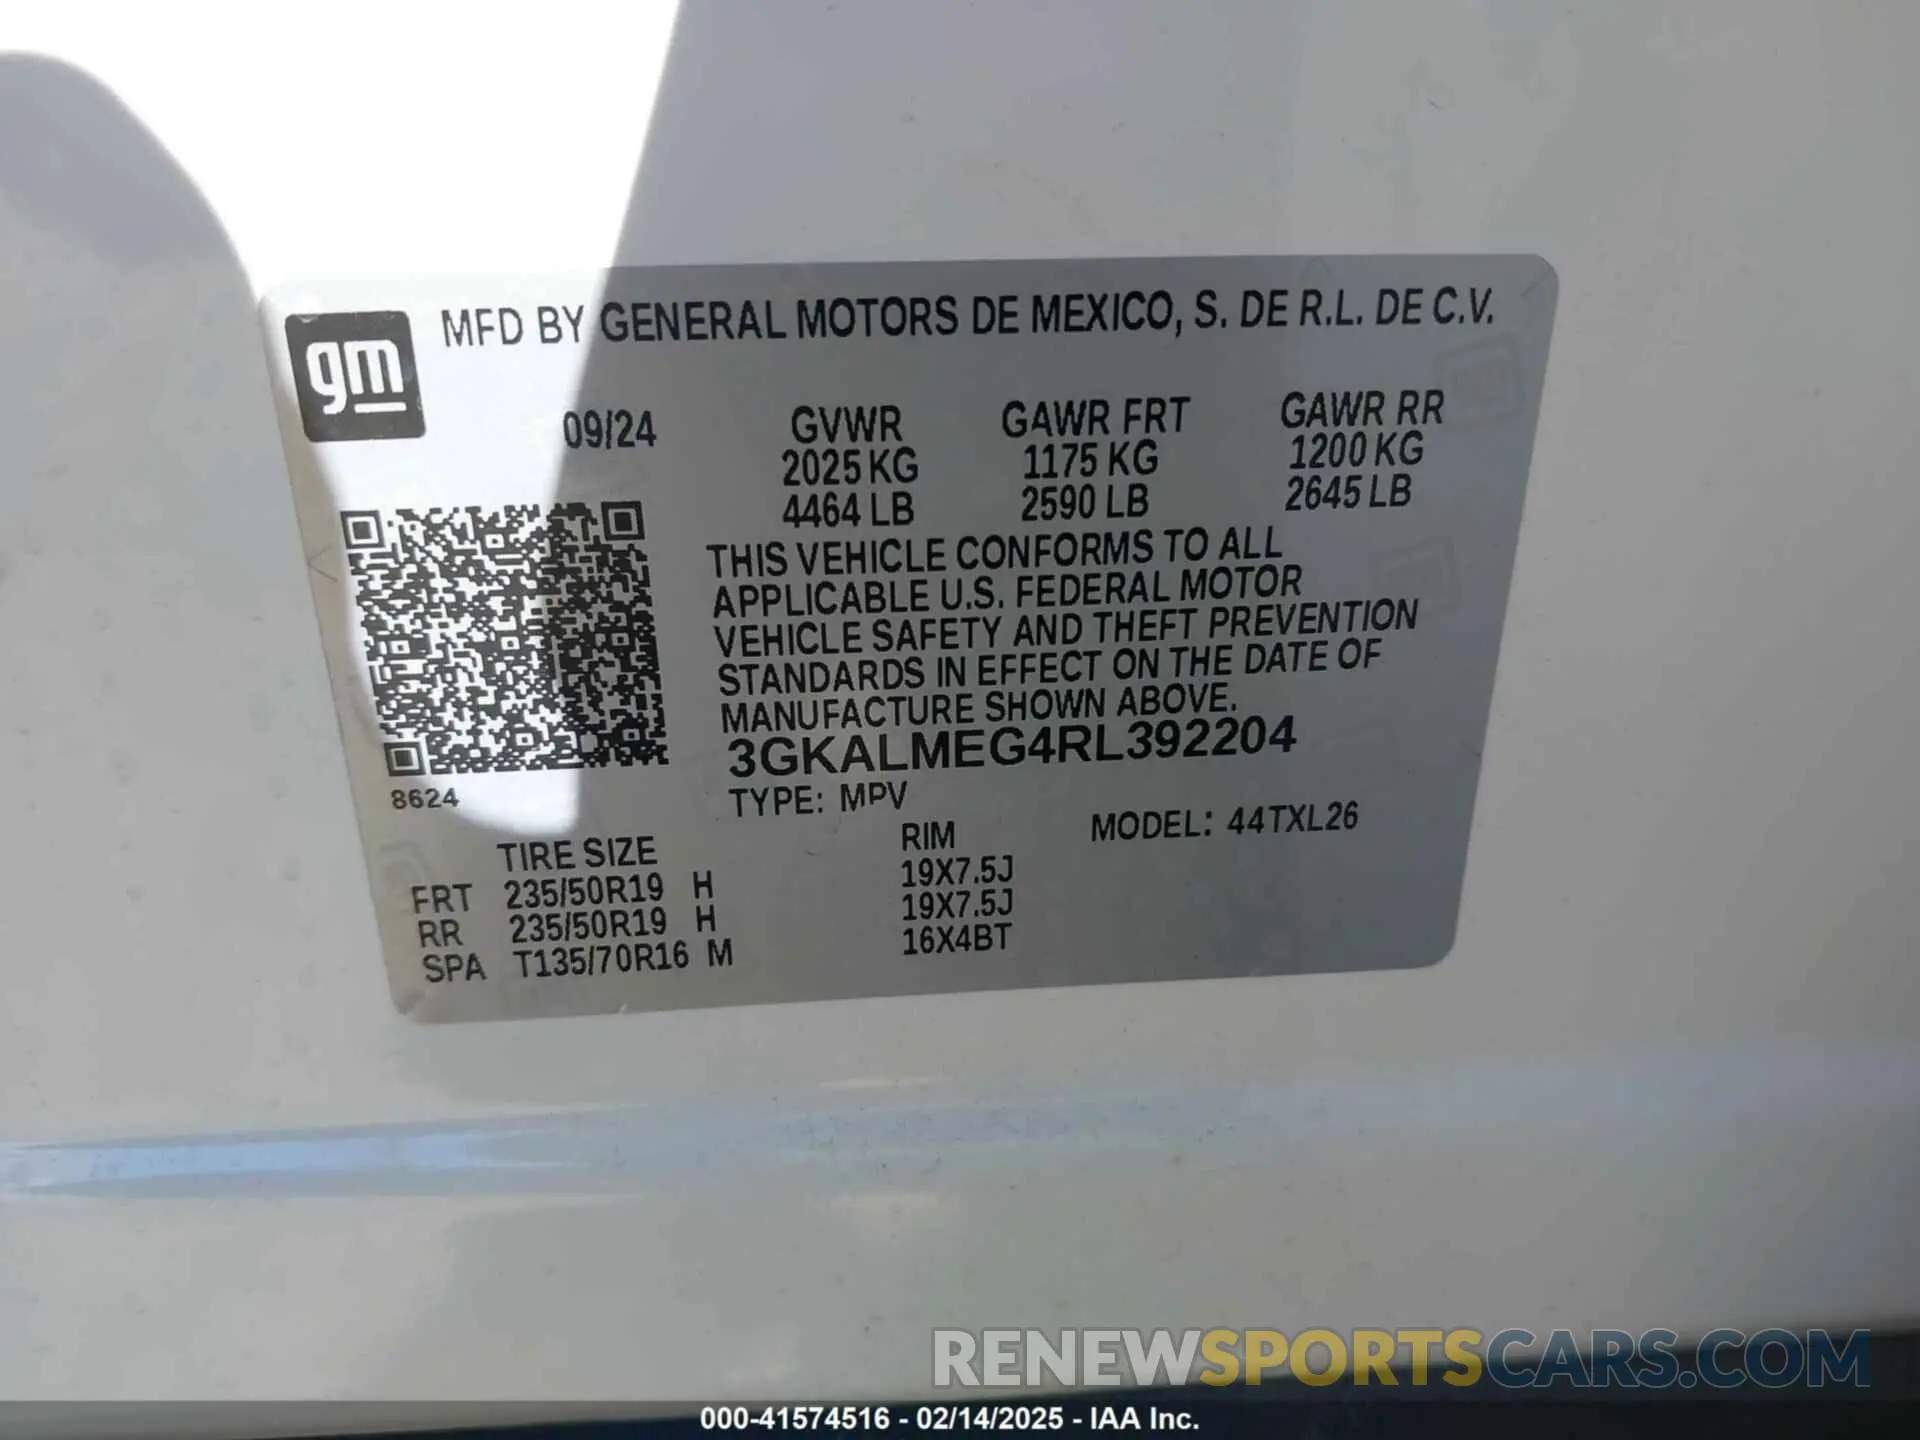 gm
MFD BY GENERAL MOTORS DE MEXICO, S. DE R.L. DE C.V.
09/24 GVWR GAWR FRT GAWR RR
2025 KG 1175 KG 1200 KG
4464 LB 2590 LB 2645 LB
THIS VEHICLE CONFORMS TO ALL
APPLICABLE U.S. FEDERAL MOTOR
VEHICLE SAFETY AND THEFT PREVENTION
STANDARDS IN EFFECT ON THE DATE OF
MANUFACTURE SHOWN ABOVE.
3GKALMEG4RL392204
8624 TYPE: MPV
TIRE SIZE RIM MODEL: 44TXL26
FRT 235/50R19 H 19X7.5J
RR 235/50R19 H 19X7.5J
SPA T135/70R16 M 16X4BT
RENEWSPORTSCARS.COM
000-41574516 - 02/14/2025 - IAA Inc.